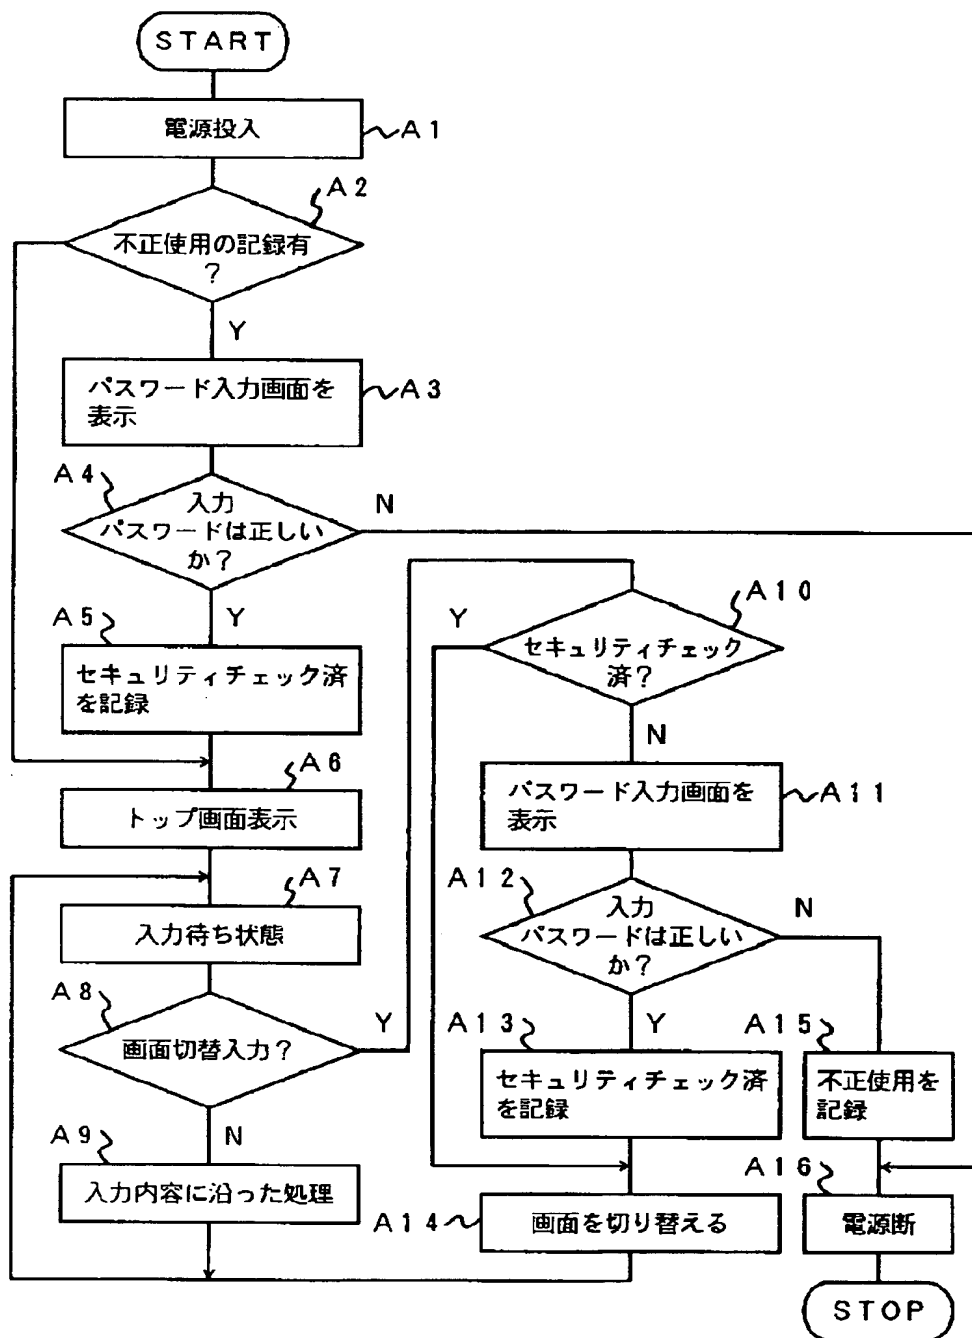 START
電源投入
A1
A2
不正使用の記録有
?
Y
パスワード入力画面を
表示
A3
A4
入力
パスワードは正しい
か?
N
Y
A5
セキュリティチェック済
を記録
A6
トップ画面表示
A7
入力待ち状態
A8
画面切替入力?
Y
N
A9
入力内容に沿った処理
A10
セキュリティチェック
済?
Y
N
パスワード入力画面を
表示
A11
A12
入力
パスワードは正しい
か?
N
Y
A13
セキュリティチェック済
を記録
A14
画面を切り替える
A15
不正使用を
記録
A16
電源断
STOP